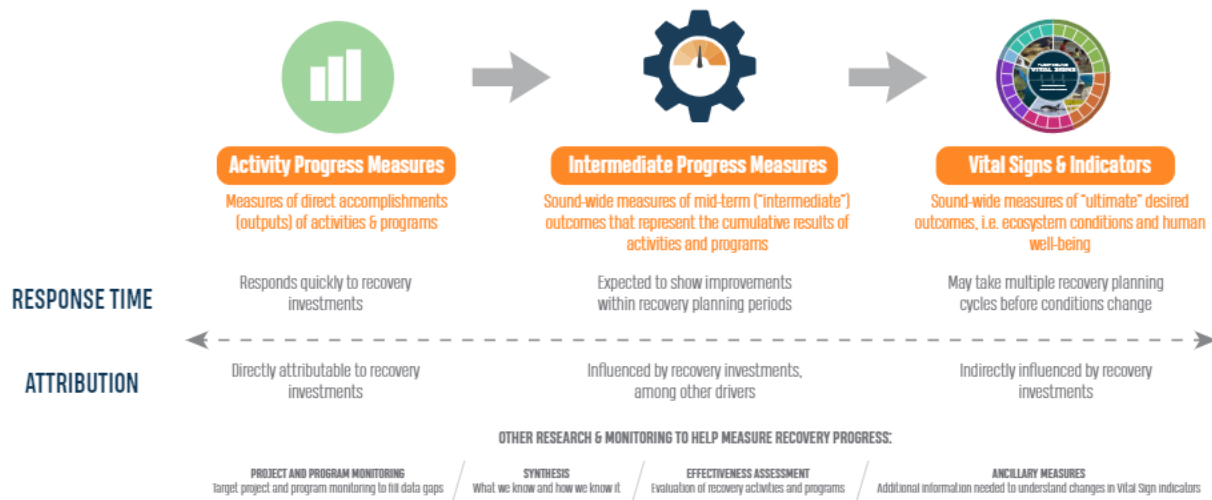 VITAL SIGNS
Activity Progress Measures
Intermediate Progress Measures
Vital Signs & Indicators
Measures of direct accomplishments
(outputs) of activities & programs
Sound-wide measures of mid-term ("intermediate")
outcomes that represent the cumulative results of
activities and programs
Sound-wide measures of "ultimate" desired
outcomes, i.e. ecosystem conditions and human
well-being
RESPONSE TIME
Responds quickly to recovery
investments
Expected to show improvements
within recovery planning periods
May take multiple recovery planning
cycles before conditions change
ATTRIBUTION
Directly attributable to recovery
investments
Influenced by recovery investments,
among other drivers
Indirectly influenced by recovery
investments
OTHER RESEARCH & MONITORING TO HELP MEASURE RECOVERY PROGRESS:
PROJECT AND PROGRAM MONITORING
Target project and program monitoring to fill data gaps
SYNTHESIS
What we know and how we know it
EFFECTIVENESS ASSESSMENT
Evaluation of recovery activities and programs
ANCILLARY MEASURES
Additional information needed to understand changes in Vital Sign indicators